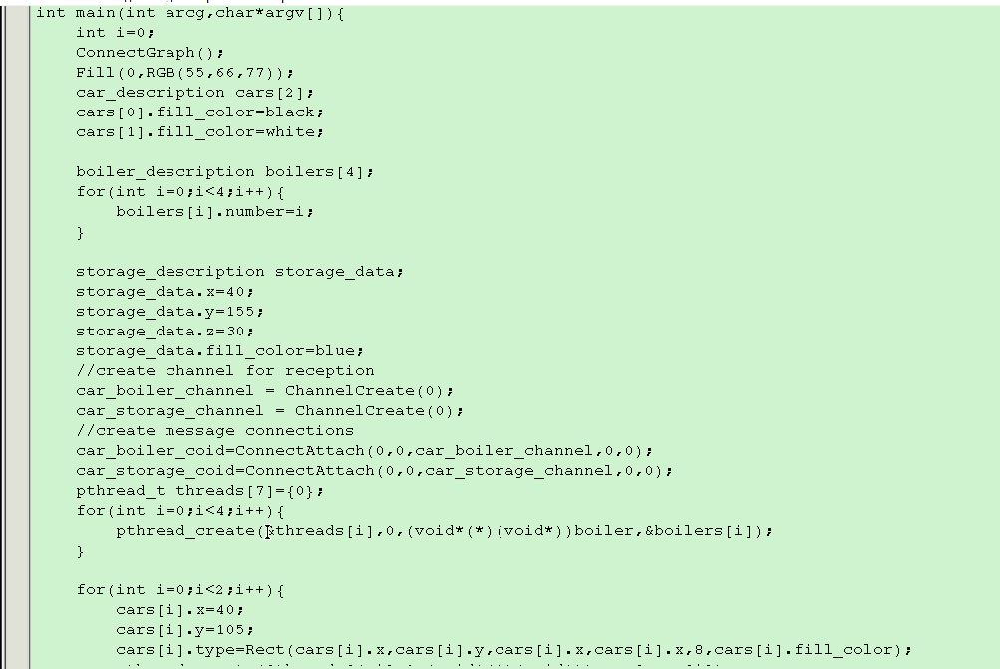 int main(int arcg,char*argv[]){
    int i=0;
    ConnectGraph();
    Fill(0,RGB(55,66,77));
    car_description cars[2];
    cars[0].fill_color=black;
    cars[1].fill_color=white;

    boiler_description boilers[4];
    for(int i=0;i<4;i++){
        boilers[i].number=i;
    }

    storage_description storage_data;
    storage_data.x=40;
    storage_data.y=155;
    storage_data.z=30;
    storage_data.fill_color=blue;
    //create channel for reception
    car_boiler_channel = ChannelCreate(0);
    car_storage_channel = ChannelCreate(0);
    //create message connections
    car_boiler_coid=ConnectAttach(0,0,car_boiler_channel,0,0);
    car_storage_coid=ConnectAttach(0,0,car_storage_channel,0,0);
    pthread_t threads[7]={0};
    for(int i=0;i<4;i++){
        pthread_create(&threads[i],0,(void*(*)(void*))boiler,&boilers[i]);
    }

    for(int i=0;i<2;i++){
        cars[i].x=40;
        cars[i].y=105;
        cars[i].type=Rect(cars[i].x,cars[i].y,cars[i].x,cars[i].x,8,cars[i].fill_color);